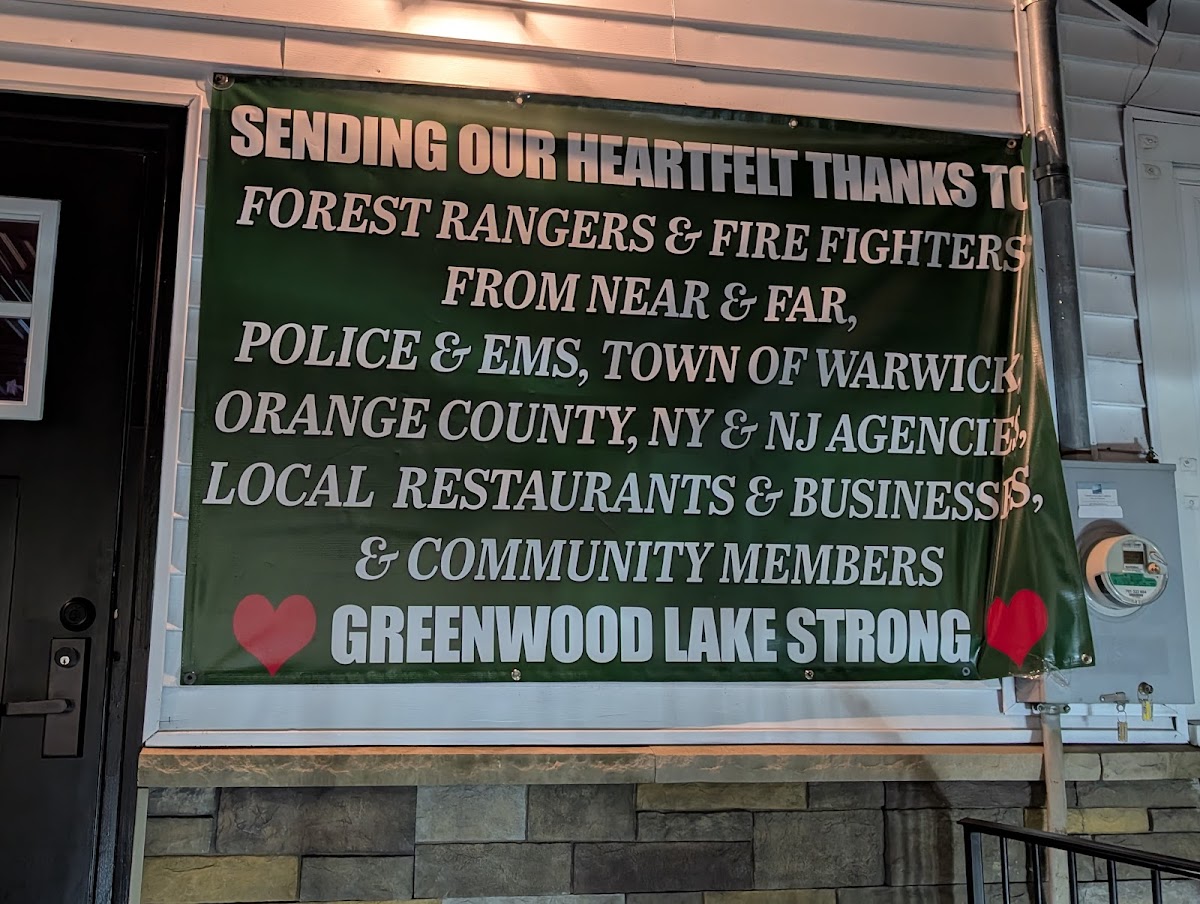 SENDING OUR HEARTFELT THANKS TO
FOREST RANGERS & FIRE FIGHTERS
FROM NEAR & FAR,
POLICE & EMS, TOWN OF WARWICK,
ORANGE COUNTY, NY & NJ AGENCIES,
LOCAL RESTAURANTS & BUSINESSES,
& COMMUNITY MEMBERS
GREENWOOD LAKE STRONG